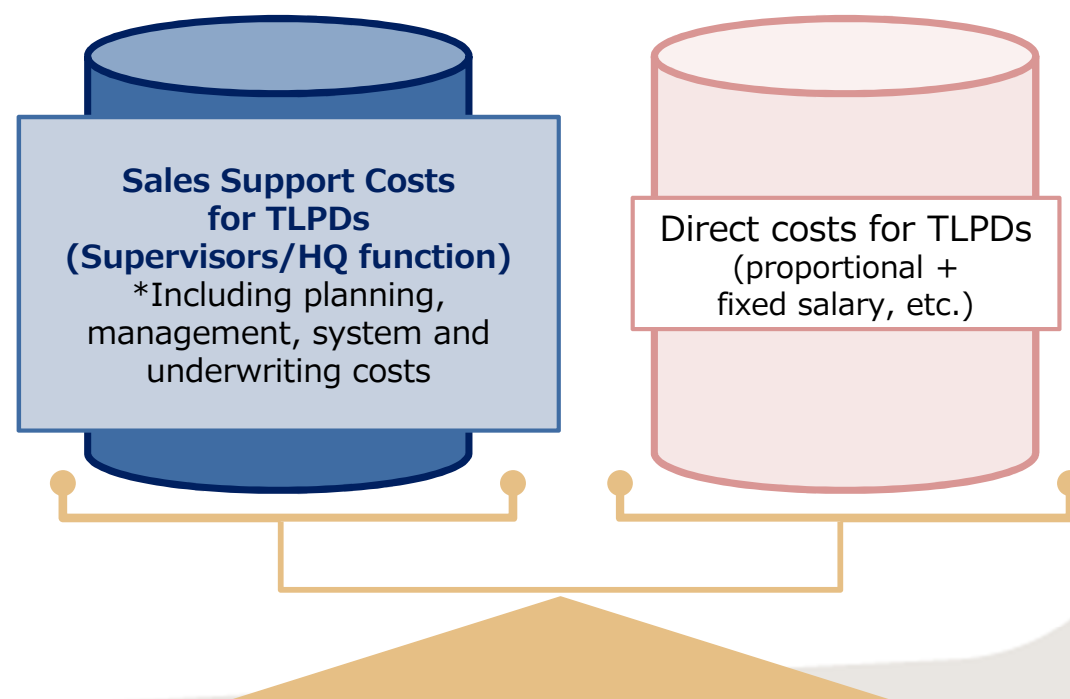 Sales Support Costs
for TLPDs
(Supervisors/HQ function)
*Including planning,
management, system and
underwriting costs
Direct costs for TLPDs
(proportional +
fixed salary, etc.)